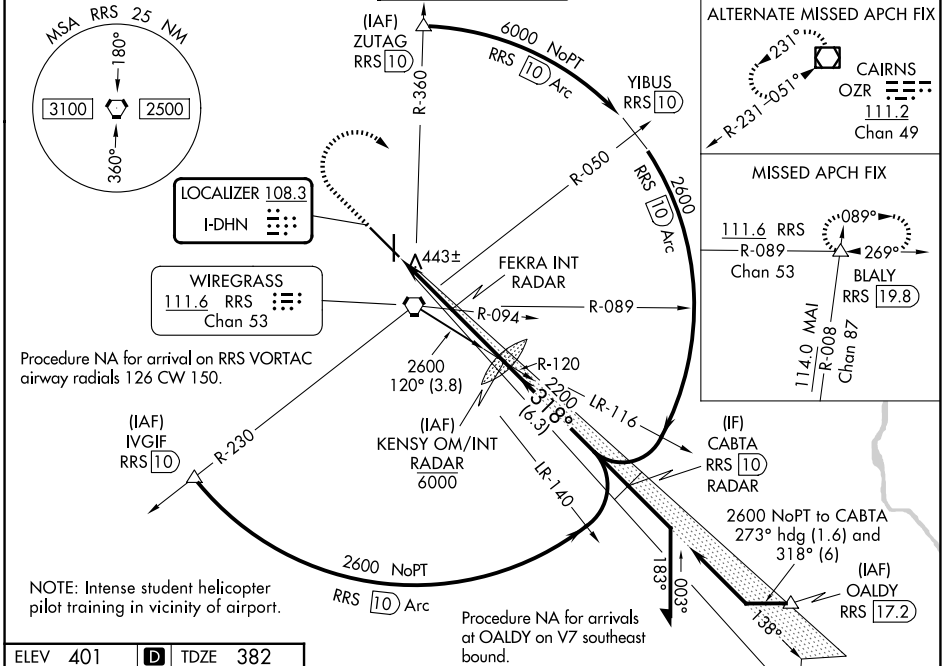 MSA RRS 25 NM
180°
3100
2500
360°
(IAF)
ZUTAG
RRS 10
R-360
6000 NoPT
RRS 10 Arc
YIBUS
RRS 10
R-050
2600
RRS 10 Arc
ALTERNATE MISSED APCH FIX
231°
R-231
051°
CAIRNS
OZR
111.2
Chan 49
MISSED APCH FIX
111.6 RRS
R-089
Chan 53
089°
269°
BLALY
RRS 19.8
114.0 MAI
R-008
Chan 87
LOCALIZER 108.3
I-DHN
443±
FEKRA INT
RADAR
WIREGRASS
111.6 RRS
Chan 53
R-094
R-089
Procedure NA for arrival on RRS VORTAC
airway radials 126 CW 150.
2600
120° (3.8)
R-120
2200
318°
(6.3)
LR-116
(IAF)
KENSY OM/INT
RADAR
6000
(IF)
CABTA
RRS 10
RADAR
(IAF)
IVGIF
RRS 10
R-230
LR-140
2600 NoPT to CABTA
273° hdg (1.6) and
318° (6)
2600 NoPT
RRS 10 Arc
183°
003°
(IAF)
OALDY
RRS 17.2
138°
NOTE: Intense student helicopter
pilot training in vicinity of airport.
Procedure NA for arrivals
at OALDY on V7 southeast
bound.
ELEV 401 D TDZE 382